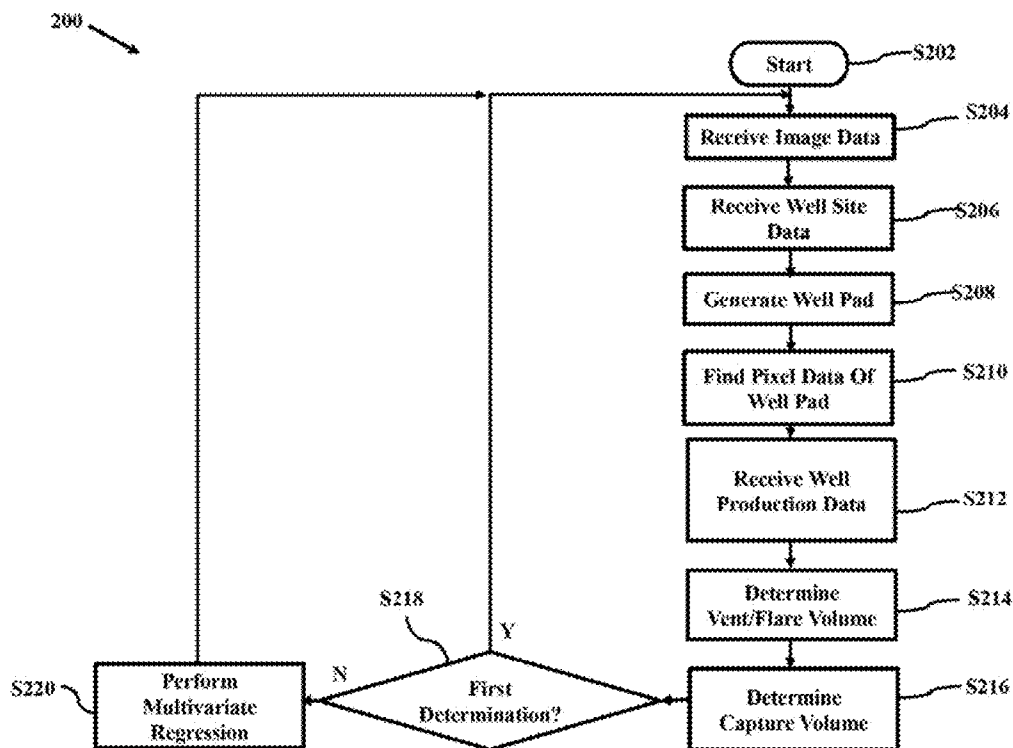 200
Start
S202
Receive Image Data
S204
Receive Well Site
Data
S206
Generate Well Pad
S208
Find Pixel Data Of
Well Pad
S210
Receive Well
Production Data
S212
Determine
Vent/Flare Volume
S214
Determine
Capture Volume
S216
First
Determination?
S218
Y
N
Perform
Multivariate
Regression
S220